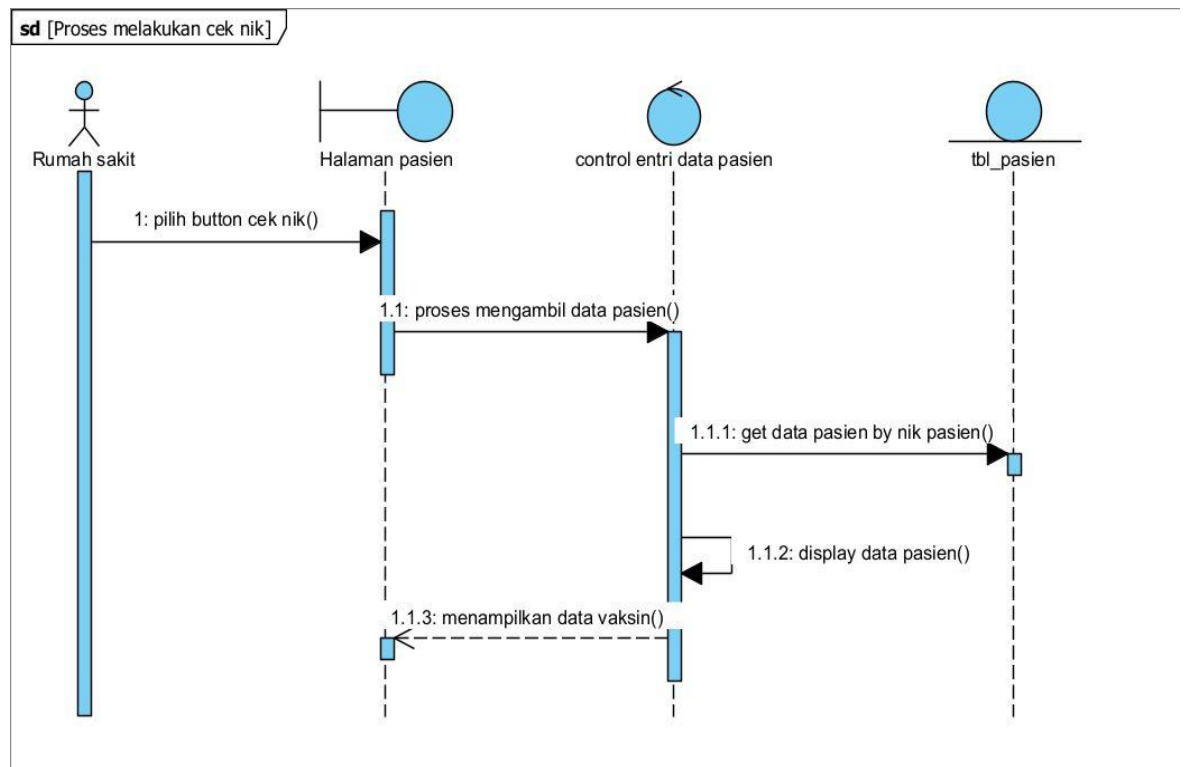 sd [Proses melakukan cek nik]
Rumah sakit
Halaman pasien
control entri data pasien
tbl_pasien
1: pilih button cek nik()
1.1: proses mengambil data pasien()
1.1.1: get data pasien by nik pasien()
1.1.2: display data pasien()
1.1.3: menampilkan data vaksin()